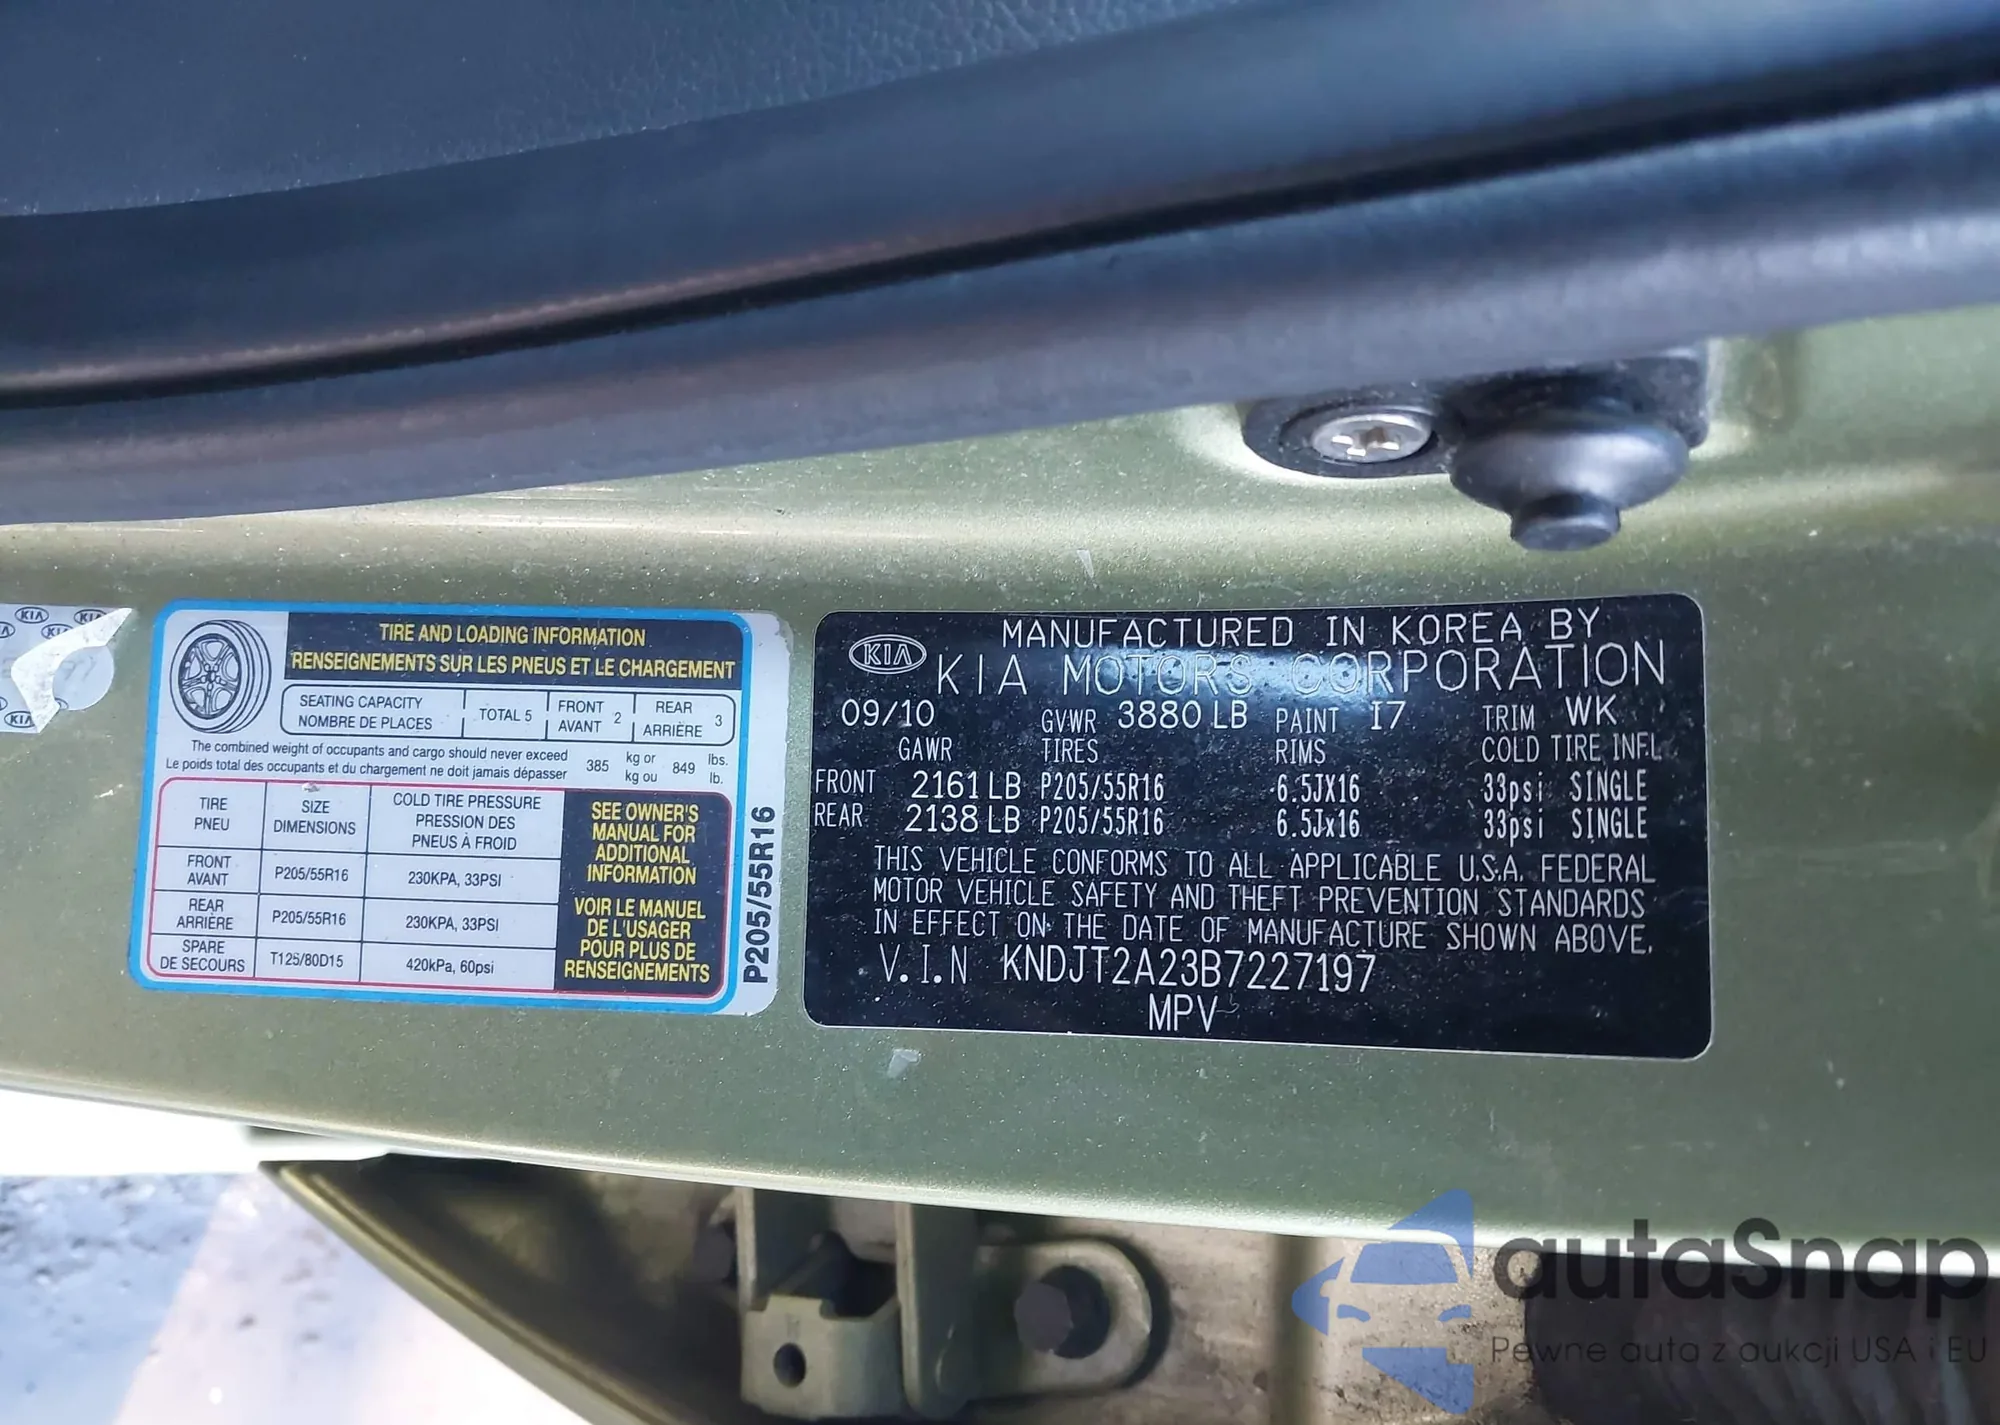 KIA KIA
KIA
97
KIA
TIRE AND LOADING INFORMATION
RENSEIGNEMENTS SUR LES PNEUS ET LE CHARGEMENT
SEATING CAPACITY
NOMBRE DE PLACES
TOTAL 5
FRONT
AVANT 2
REAR
ARRIÈRE 3
The combined weight of occupants and cargo should never exceed
Le poids total des occupants et du chargement ne doit jamais dépasser
385
kg or
kg ou
849
lbs.
lb.
TIRE
PNEU
SIZE
DIMENSIONS
COLD TIRE PRESSURE
PRESSION DES
PNEUS À FROID
FRONT
AVANT
P205/55R16
230KPA, 33PSI
REAR
ARRIÈRE
P205/55R16
230KPA, 33PSI
SPARE
DE SECOURS
T125/80D15
420kPa, 60psi
SEE OWNER'S
MANUAL FOR
ADDITIONAL
INFORMATION
VOIR LE MANUEL
DE L'USAGER
POUR PLUS DE
RENSEIGNEMENTS
P205/55R16
KIA
MANUFACTURED IN KOREA BY
KIA MOTORS CORPORATION
09/10 GVWR 3880 LB PAINT I7 TRIM WK
GAWR TIRES RIMS COLD TIRE INFL
FRONT 2161 LB P205/55R16 6.5JX16 33psi SINGLE
REAR 2138 LB P205/55R16 6.5Jx16 33psi SINGLE
THIS VEHICLE CONFORMS TO ALL APPLICABLE U.S.A. FEDERAL
MOTOR VEHICLE SAFETY AND THEFT PREVENTION STANDARDS
IN EFFECT ON THE DATE OF MANUFACTURE SHOWN ABOVE.
V.I.N KNDJT2A23B7227197
MPV
autaSnap
Pewne auta z aukcji USA i EU